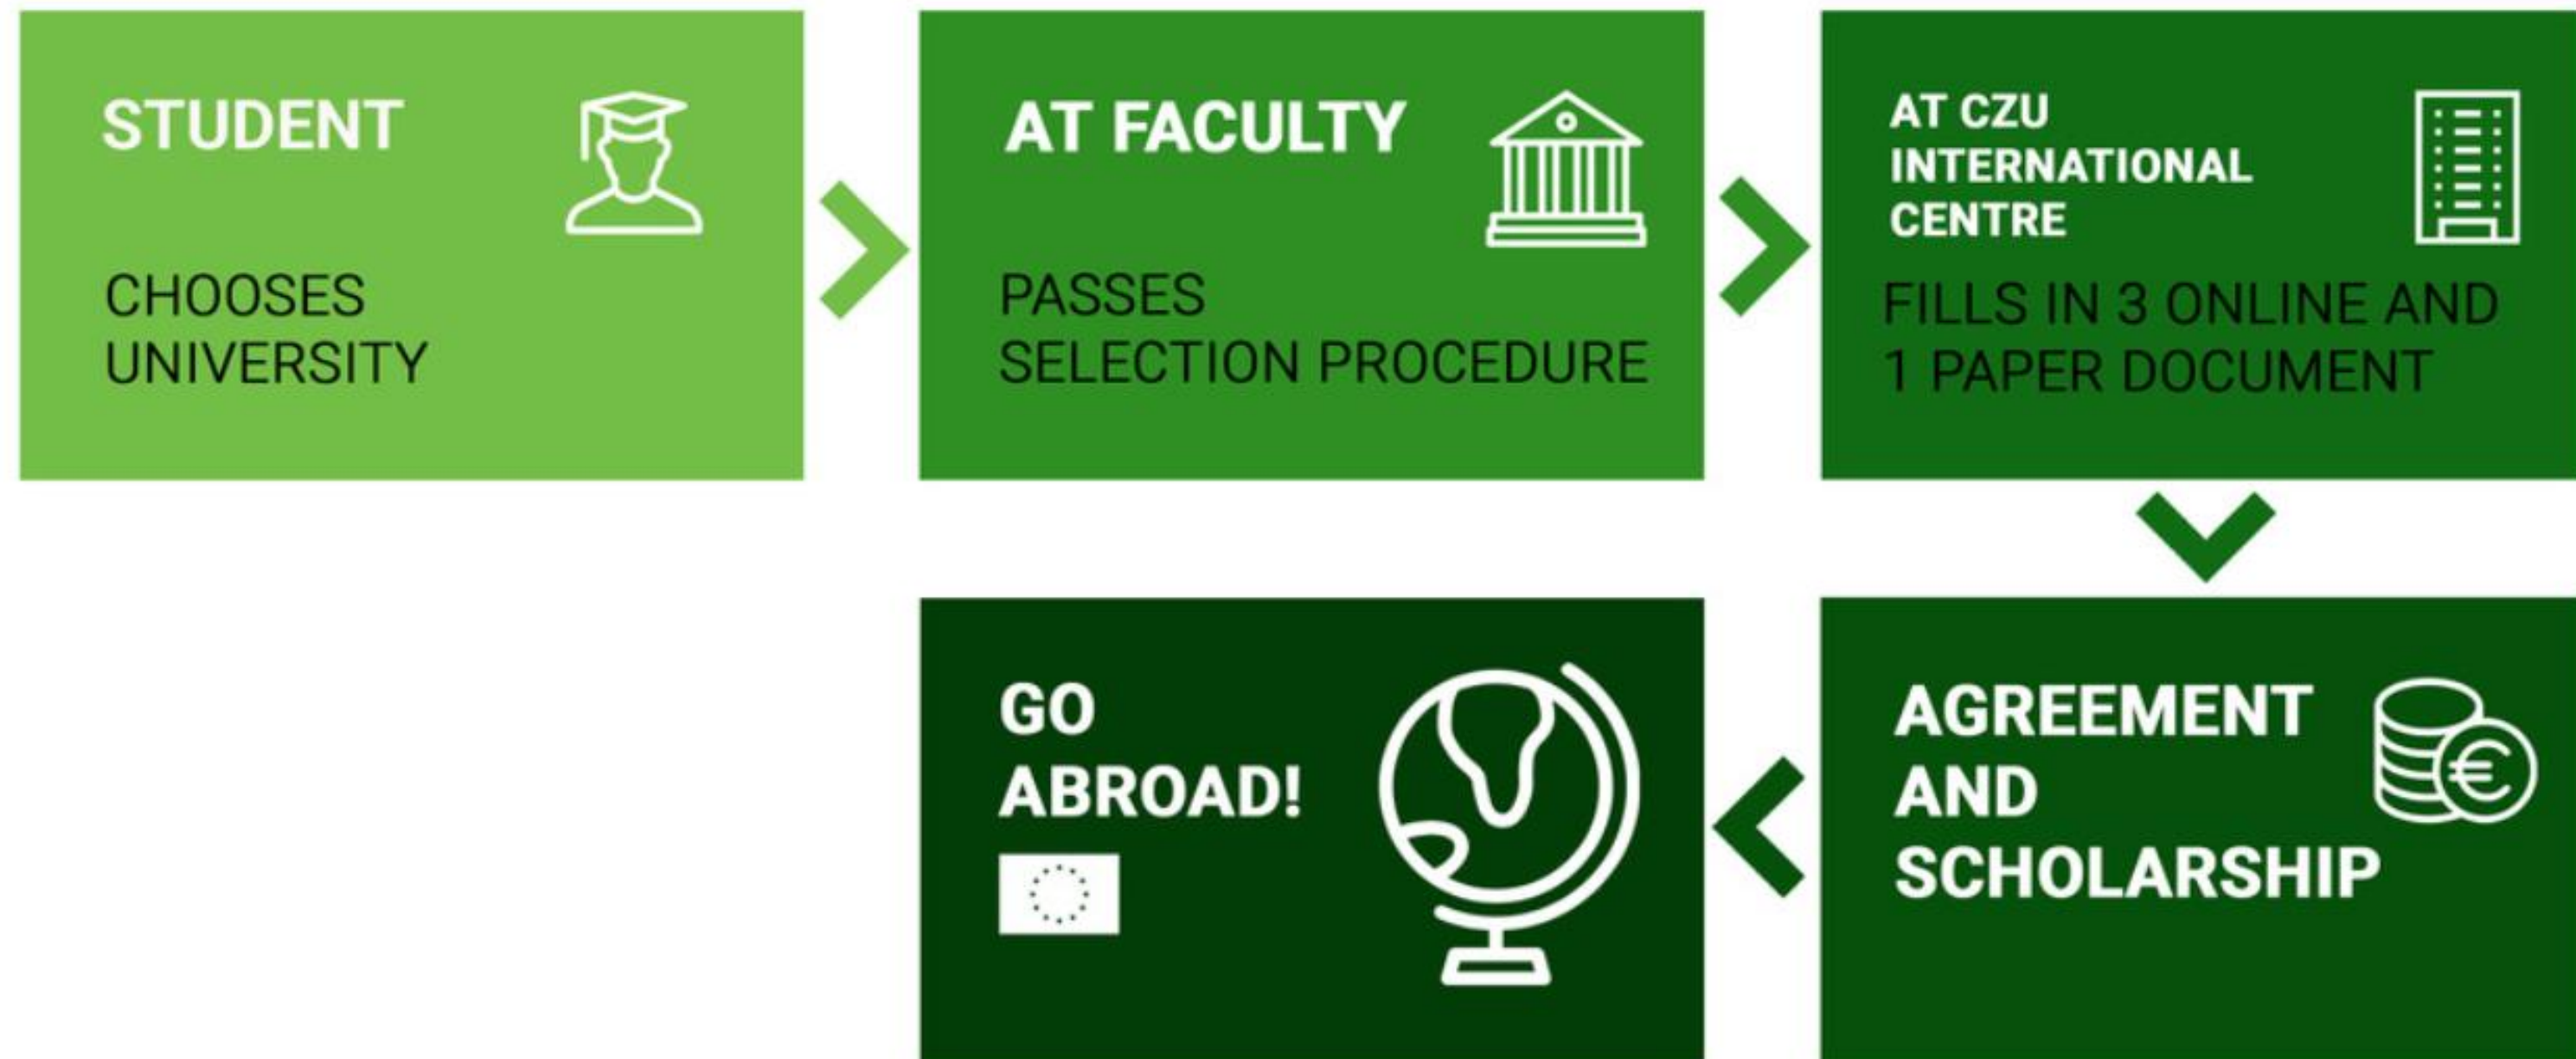 STUDENT
CHOOSES
UNIVERSITY
AT FACULTY
PASSES
SELECTION PROCEDURE
AT CZU
INTERNATIONAL
CENTRE
FILLS IN 3 ONLINE AND
1 PAPER DOCUMENT
AGREEMENT
AND
SCHOLARSHIP
GO
ABROAD!